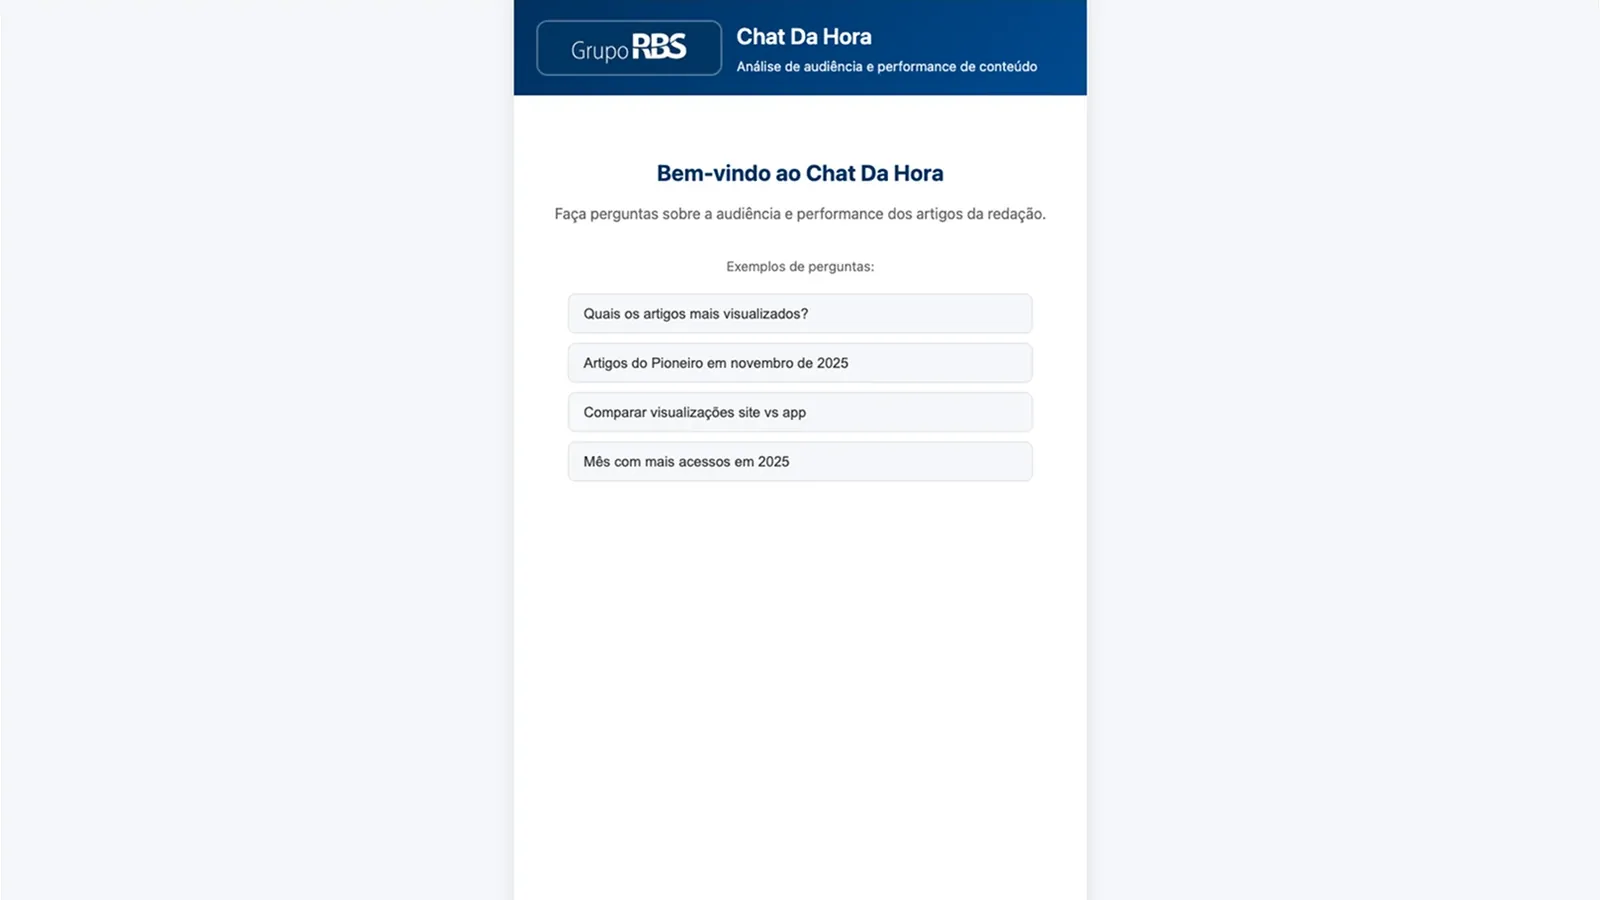 Grupo RBS
Chat Da Hora
Análise de audiência e performance de conteúdo
Bem-vindo ao Chat Da Hora
Faça perguntas sobre a audiência e performance dos artigos da redação.
Exemplos de perguntas:
Quais os artigos mais visualizados?
Artigos do Pioneiro em novembro de 2025
Comparar visualizações site vs app
Mês com mais acessos em 2025